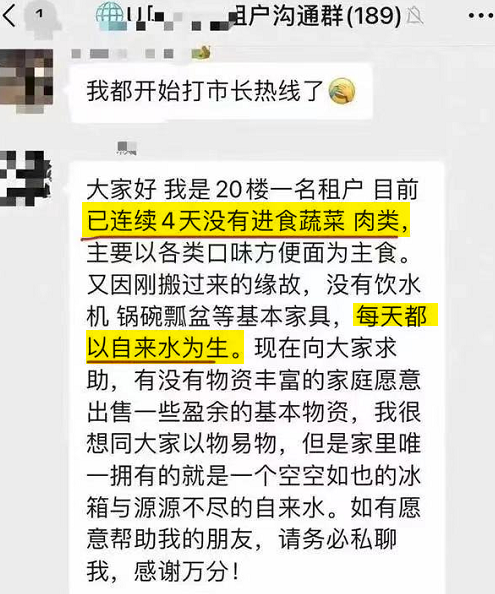 1
租户沟通群(189)
我都开始打市长热线了
大家好 我是20楼一名租户 目前
已连续4天没有进食蔬菜 肉类，
主要以各类口味方便面为主食。
又因刚搬过来的缘故，没有饮水
机 锅碗瓢盆等基本家具，每天都
以自来水为生。现在向大家求
助，有没有物资丰富的家庭愿意
出售一些盈余的基本物资，我很
想同大家以物易物，但是家里唯
一拥有的就是一个空空如也的冰
箱与源源不尽的自来水。如有愿
意帮助我的朋友，请务必私聊
我，感谢万分！